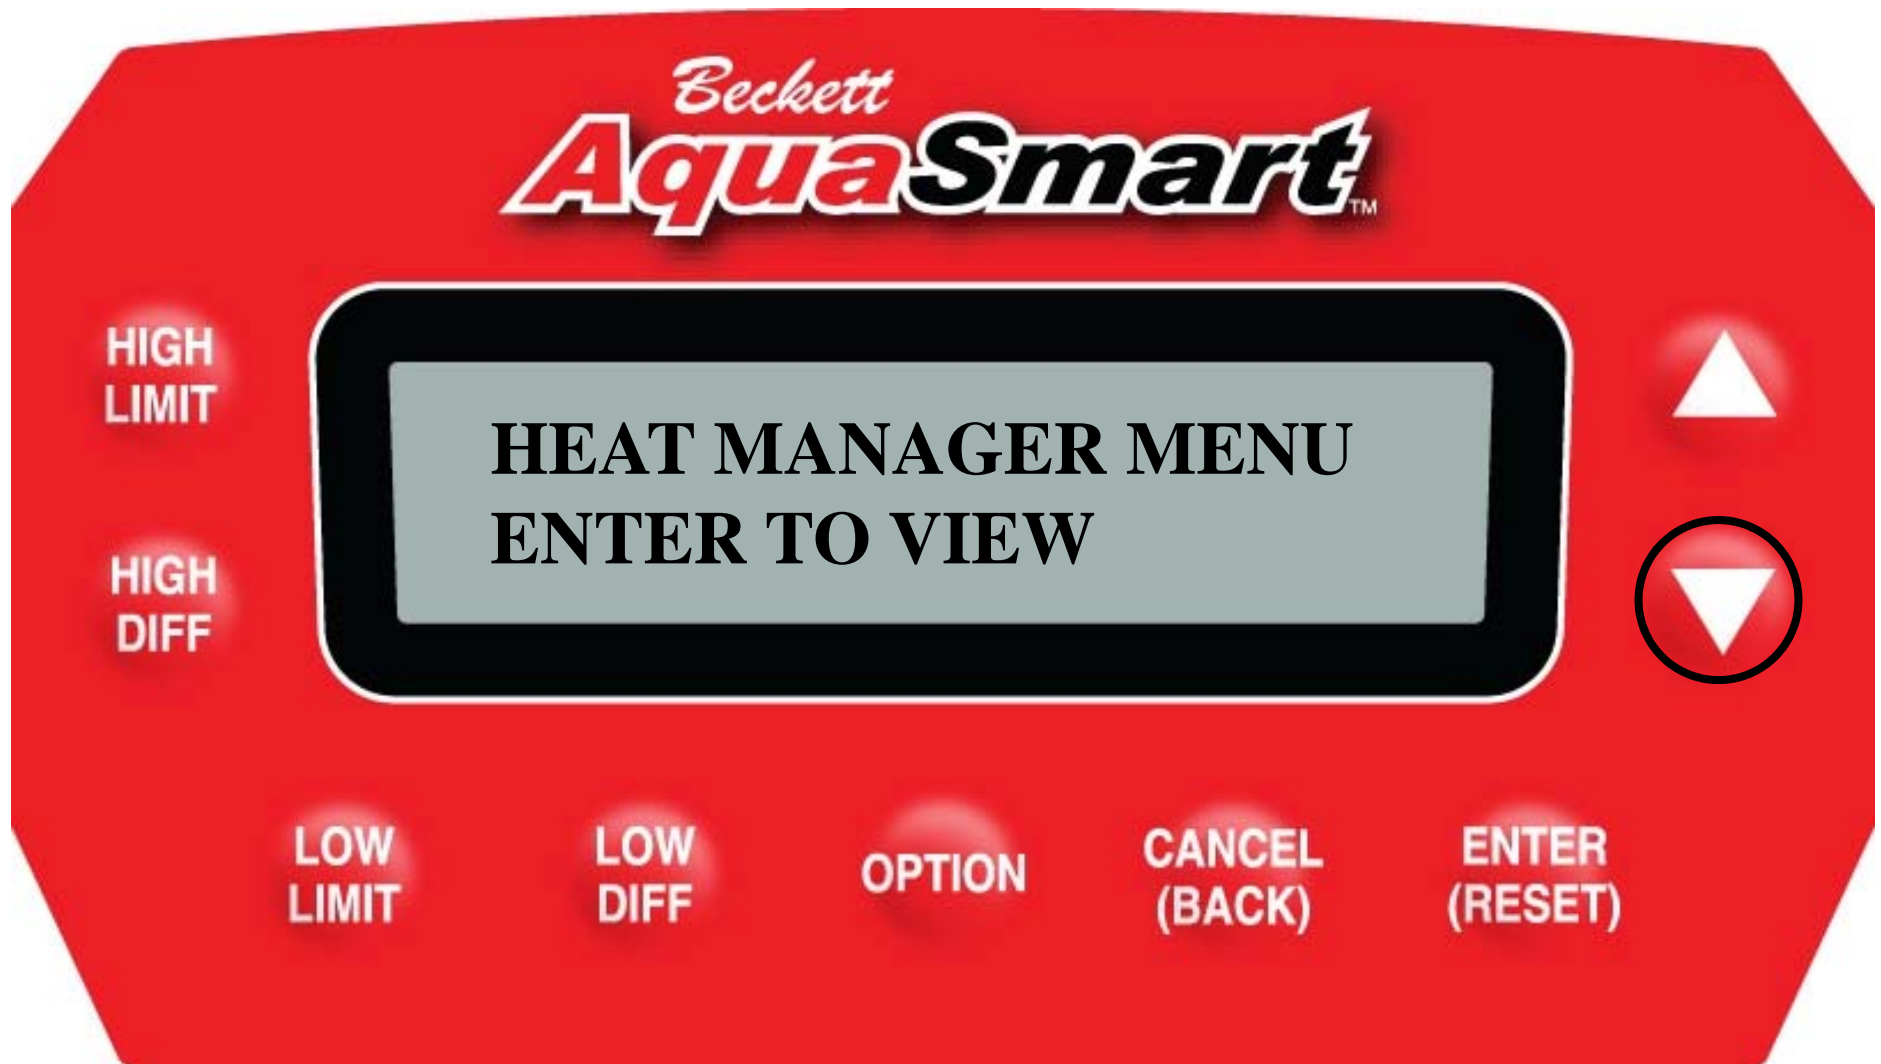 Beckett
AquaSmart™
HIGH
LIMIT
HEAT MANAGER MENU
ENTER TO VIEW
HIGH
DIFF
LOW
LIMIT
LOW
DIFF
OPTION
CANCEL
(BACK)
ENTER
(RESET)